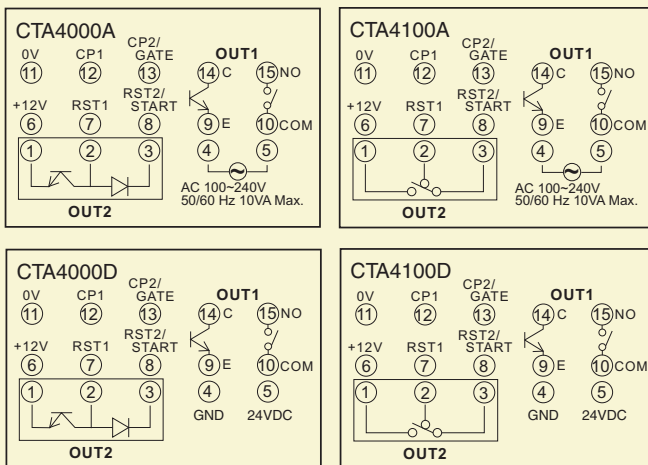 CTA4000A
0V CP1 CP2/ GATE OUT1
11 12 13 14 C 15 NO
+12V RST1 RST2/ START
6 7 8 9 E 10 COM
1 2 3 4 5
AC 100~240V
50/60 Hz 10VA Max.
OUT2
CTA4100A
0V CP1 CP2/ GATE OUT1
11 12 13 14 C 15 NO
+12V RST1 RST2/ START
6 7 8 9 E 10 COM
1 2 3 4 5
AC 100~240V
50/60 Hz 10VA Max.
OUT2
CTA4000D
0V CP1 CP2/ GATE OUT1
11 12 13 14 C 15 NO
+12V RST1 RST2/ START
6 7 8 9 E 10 COM
1 2 3 4 5
GND 24VDC
OUT2
CTA4100D
0V CP1 CP2/ GATE OUT1
11 12 13 14 C 15 NO
+12V RST1 RST2/ START
6 7 8 9 E 10 COM
1 2 3 4 5
GND 24VDC
OUT2